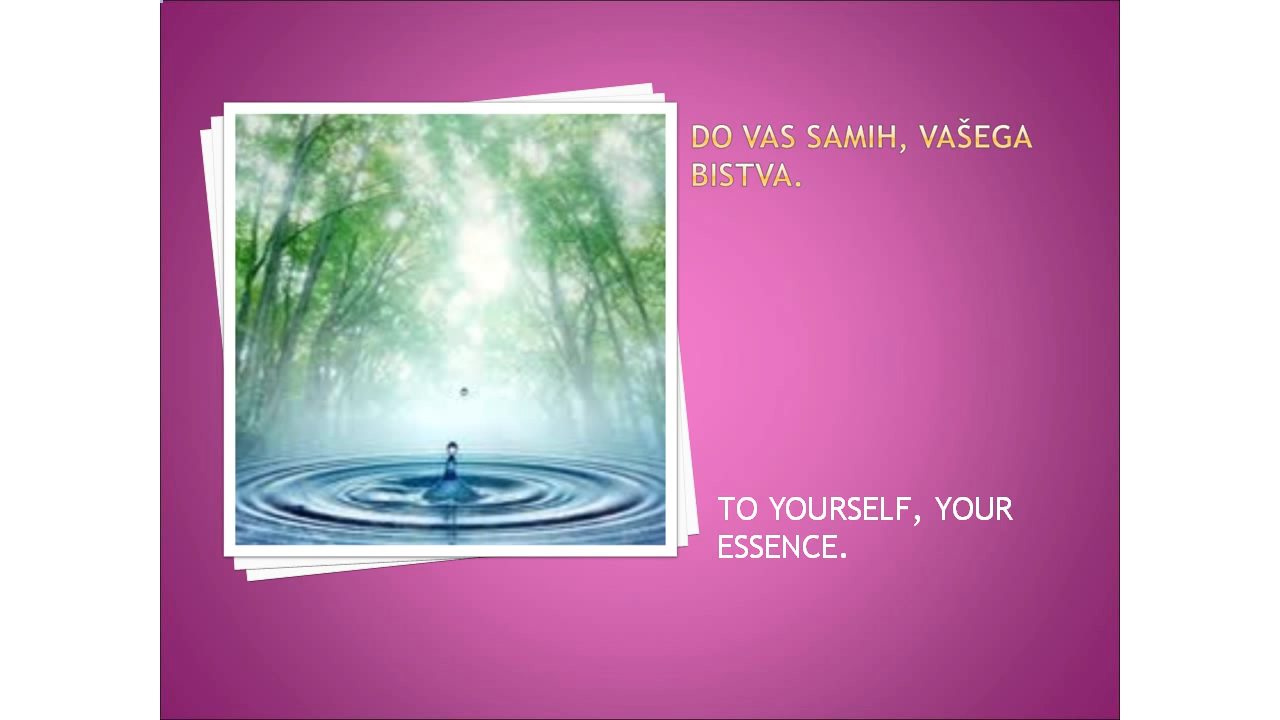 DO VAS SAMIH, VAŠEGA
BISTVA.
TO YOURSELF, YOUR
ESSENCE.